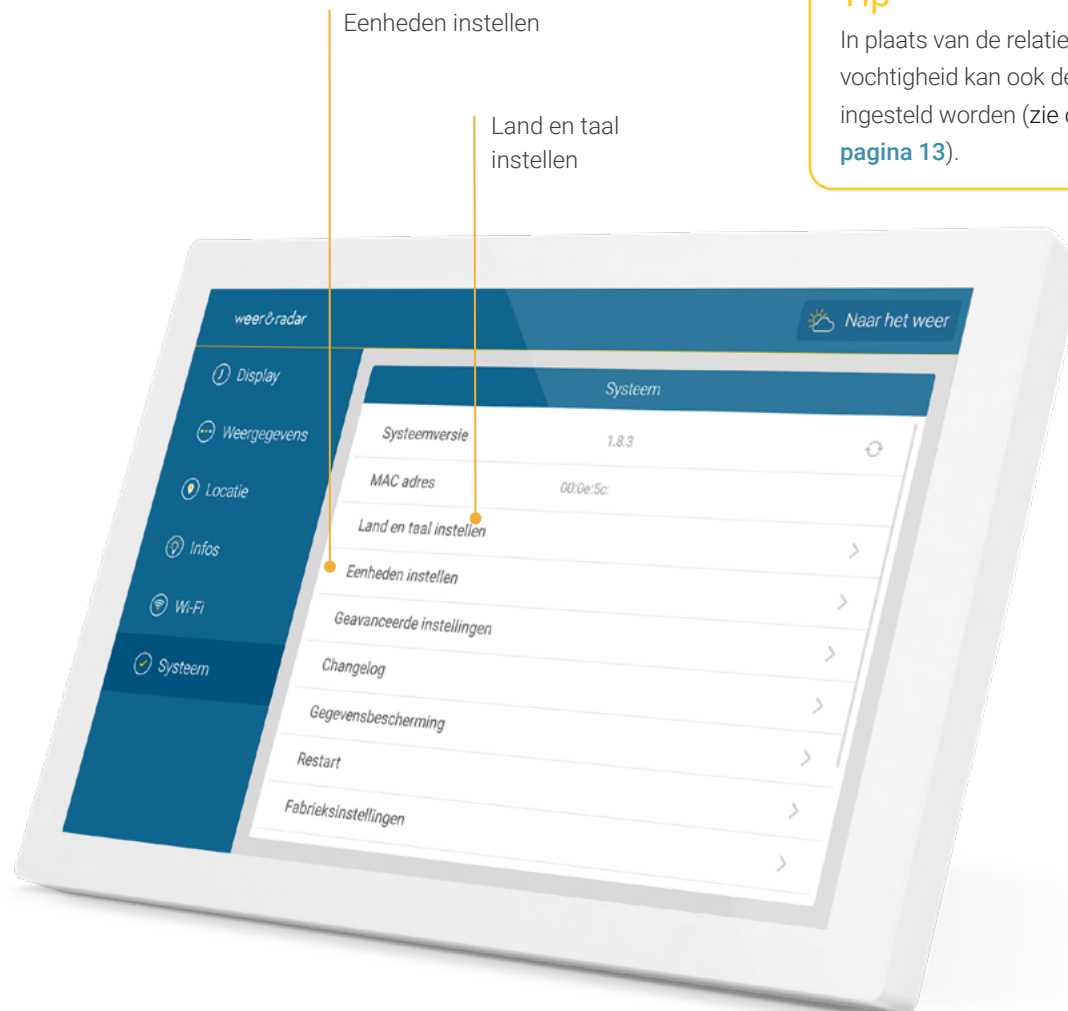 Eenheden instellen
Land en taal
instellen
Tip
In plaats van de relatie
vochtigheid kan ook de
ingesteld worden (zie o
pagina 13).
weer&radar
Naar het weer
Display
Weergegevens
Locatie
Infos
Wi-Fi
Systeem
Systeem
Systeemversie 1.8.3
MAC adres 00:0e:5c:
Land en taal instellen
Eenheden instellen
Geavanceerde instellingen
Changelog
Gegevensbescherming
Restart
Fabrieksinstellingen